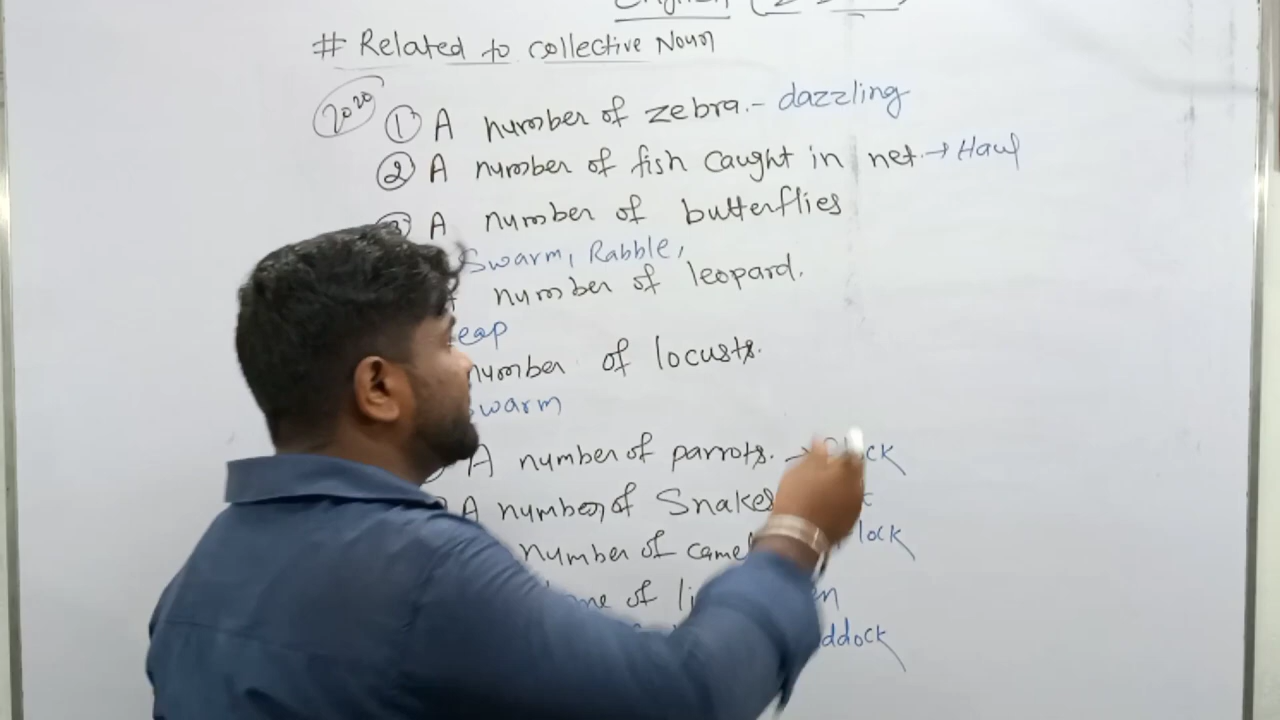 English
# Related to collective Noun
2020
① A number of zebra.- dazzling
② A number of fish caught in net.→ Haul
③ A number of butterflies
Swarm, Rabble,
number of leopard.
eap
number of locusts.
Swarm
A number of parrots. → Flock
A number of Snakes
number of camel lock
of
ddock